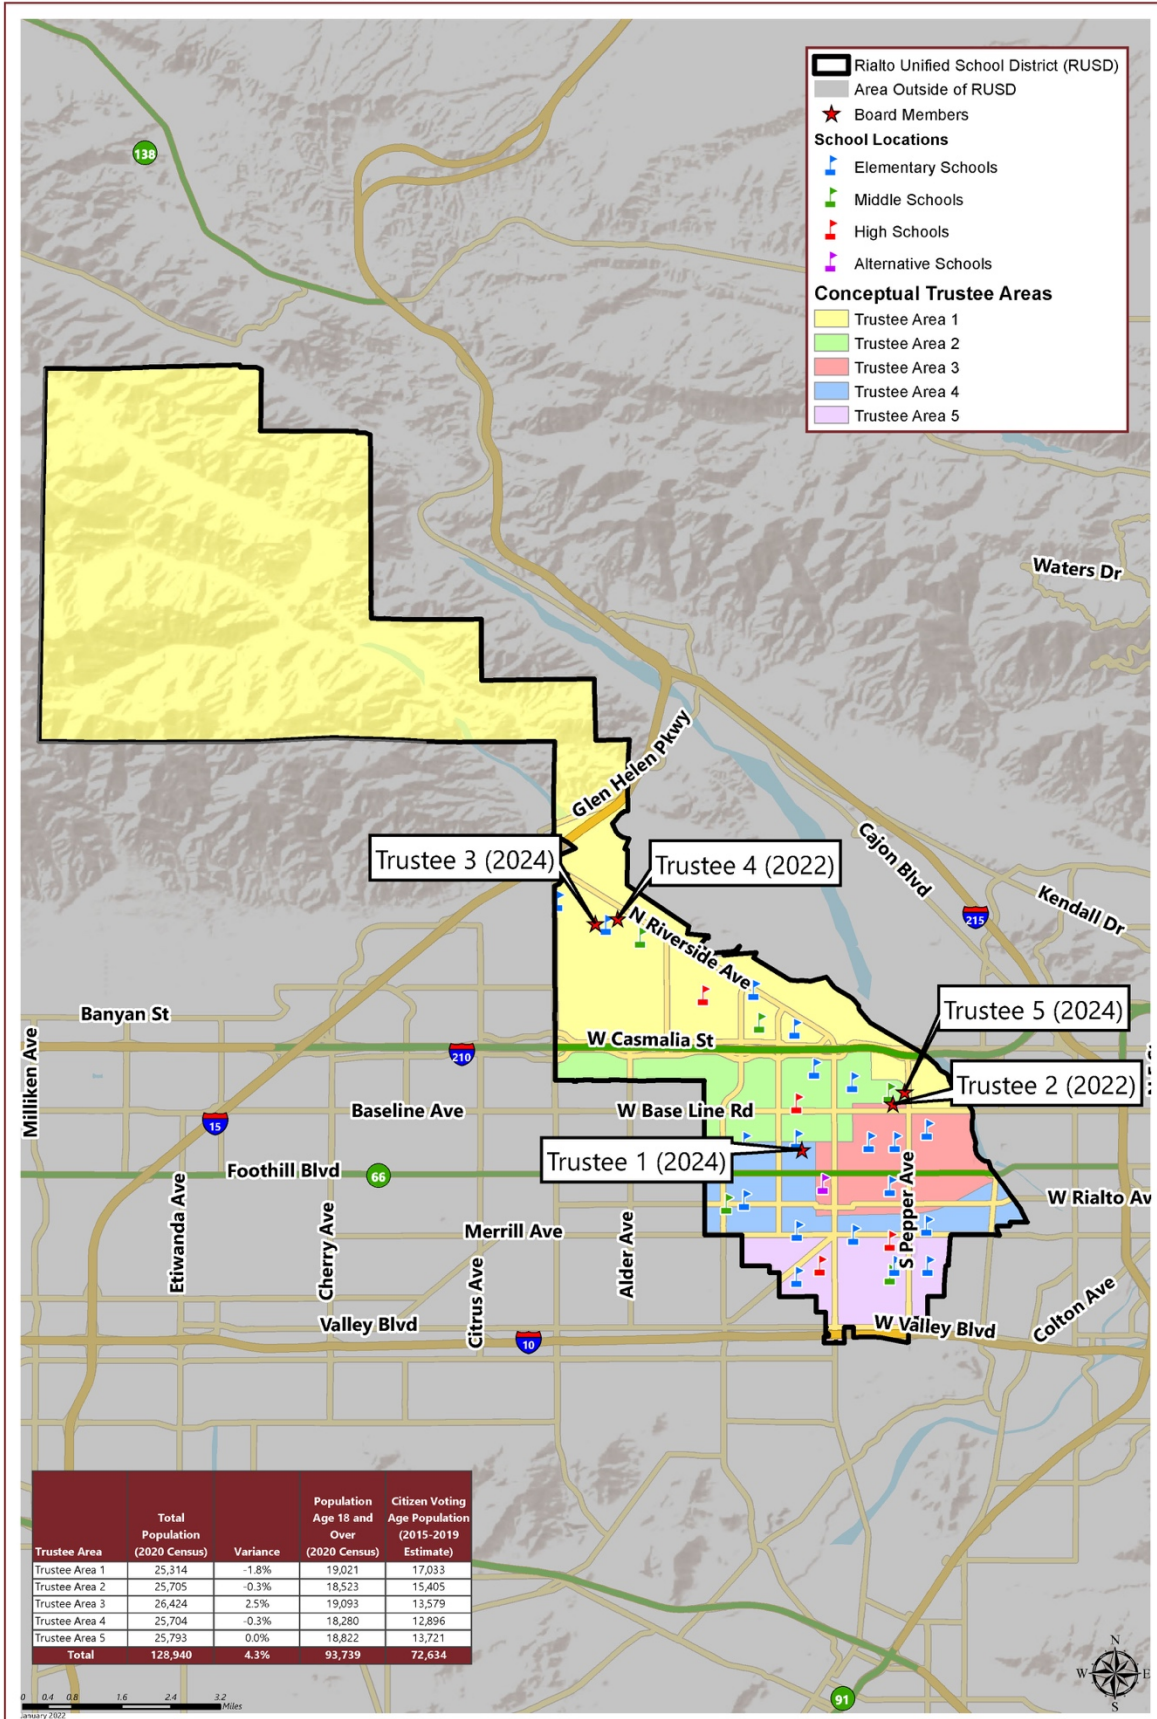 Rialto Unified School District (RUSD)
Area Outside of RUSD
Board Members
School Locations
Elementary Schools
Middle Schools
High Schools
Alternative Schools
Conceptual Trustee Areas
Trustee Area 1
Trustee Area 2
Trustee Area 3
Trustee Area 4
Trustee Area 5
138
Waters Dr
Glen Helen Pkwy
Trustee 3 (2024)
Trustee 4 (2022)
Cajon Blvd
Kendall Dr
215
N Riverside Ave
Banyan St
Milliken Ave
W Casmalia St
Trustee 5 (2024)
210
Trustee 2 (2022)
Baseline Ave
W Base Line Rd
15
Trustee 1 (2024)
Foothill Blvd
66
S Pepper Ave
W Rialto Av
Etiwanda Ave
Cherry Ave
Merrill Ave
Citrus Ave
Alder Ave
Valley Blvd
10
W Valley Blvd
Colton Ave
Trustee Area Total Population (2020 Census) Variance Population Age 18 and Over (2020 Census) Citizen Voting Age Population (2015-2019 Estimate)
Trustee Area 1 25,314 -1.8% 19,021 17,033
Trustee Area 2 25,705 -0.3% 18,523 15,405
Trustee Area 3 26,424 2.5% 19,093 13,579
Trustee Area 4 25,704 -0.3% 18,280 12,896
Trustee Area 5 25,793 0.0% 18,822 13,721
Total 128,940 4.3% 93,739 72,634
0 0.4 0.8 1.6 2.4 3.2
Miles
anuary 2022
91
N
W E
S